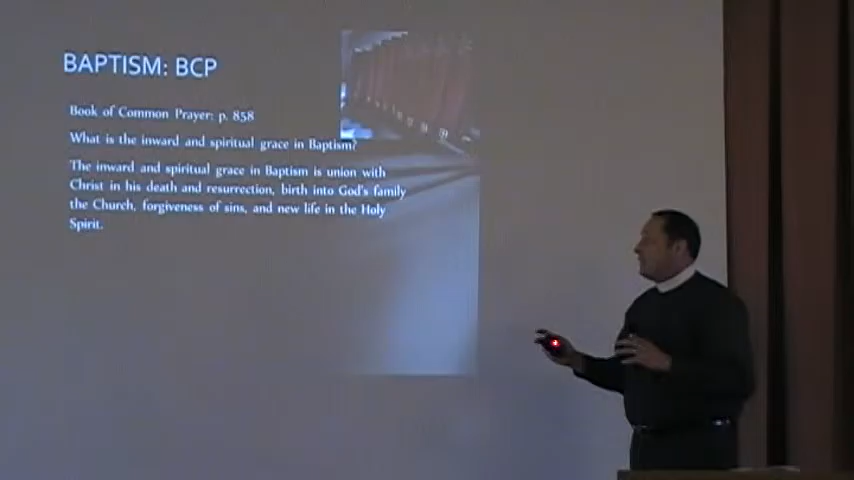 BAPTISM: BCP
Book of Common Prayer: p. 858
What is the inward and spiritual grace in Baptism?
The inward and spiritual grace in Baptism is union with
Christ in his death and resurrection, birth into God's family
the Church, forgiveness of sins, and new life in the Holy
Spirit.